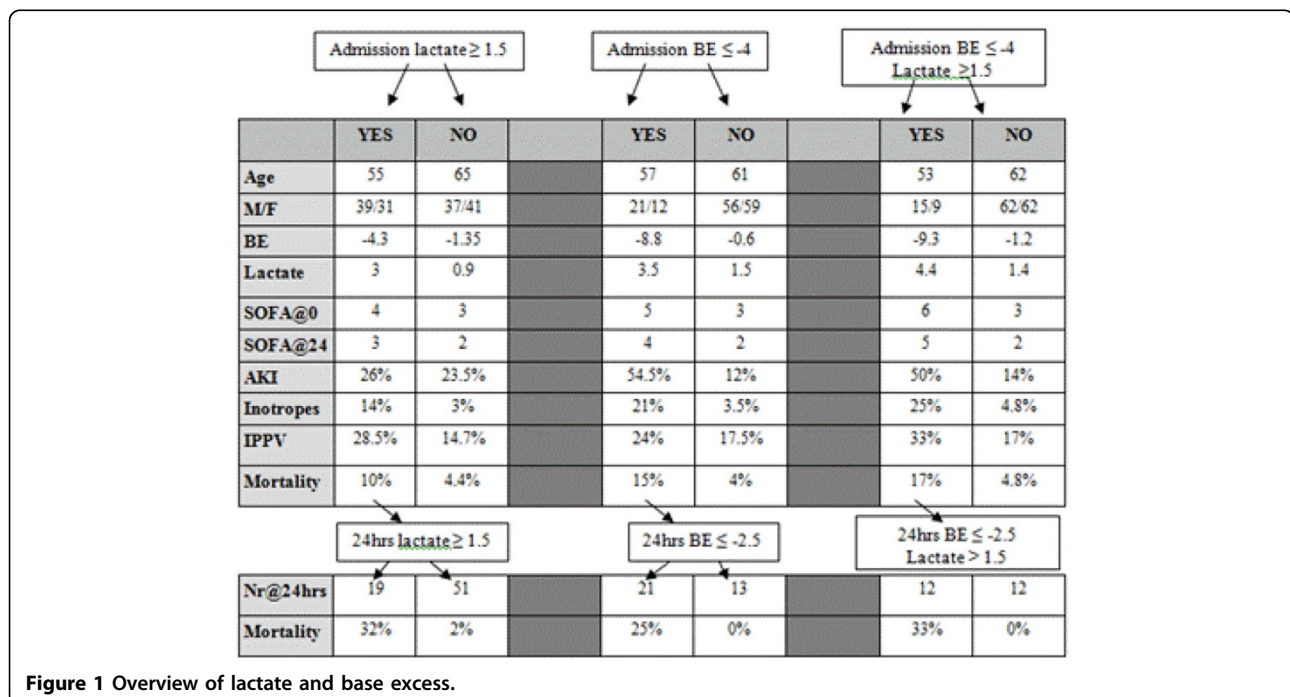 Admission lactate ≥ 1.5 Admission BE ≤ -4 Admission BE ≤ -4
Lactate ≥1.5
YES NO YES NO YES NO
Age 55 65 57 61 53 62
M/F 39/31 37/41 21/12 56/59 15/9 62/62
BE -4.3 -1.35 -8.8 -0.6 -9.3 -1.2
Lactate 3 0.9 3.5 1.5 4.4 1.4
SOFA@0 4 3 5 3 6 3
SOFA@24 3 2 4 2 5 2
AKI 26% 23.5% 54.5% 12% 50% 14%
Inotropes 14% 3% 21% 3.5% 25% 4.8%
IPPV 28.5% 14.7% 24% 17.5% 33% 17%
Mortality 10% 4.4% 15% 4% 17% 4.8%
24hrs lactate ≥ 1.5 24hrs BE ≤ -2.5 24hrs BE ≤ -2.5
Lactate > 1.5
Nr@24hrs 19 51 21 13 12 12
Mortality 32% 2% 25% 0% 33% 0%
Figure 1 Overview of lactate and base excess.